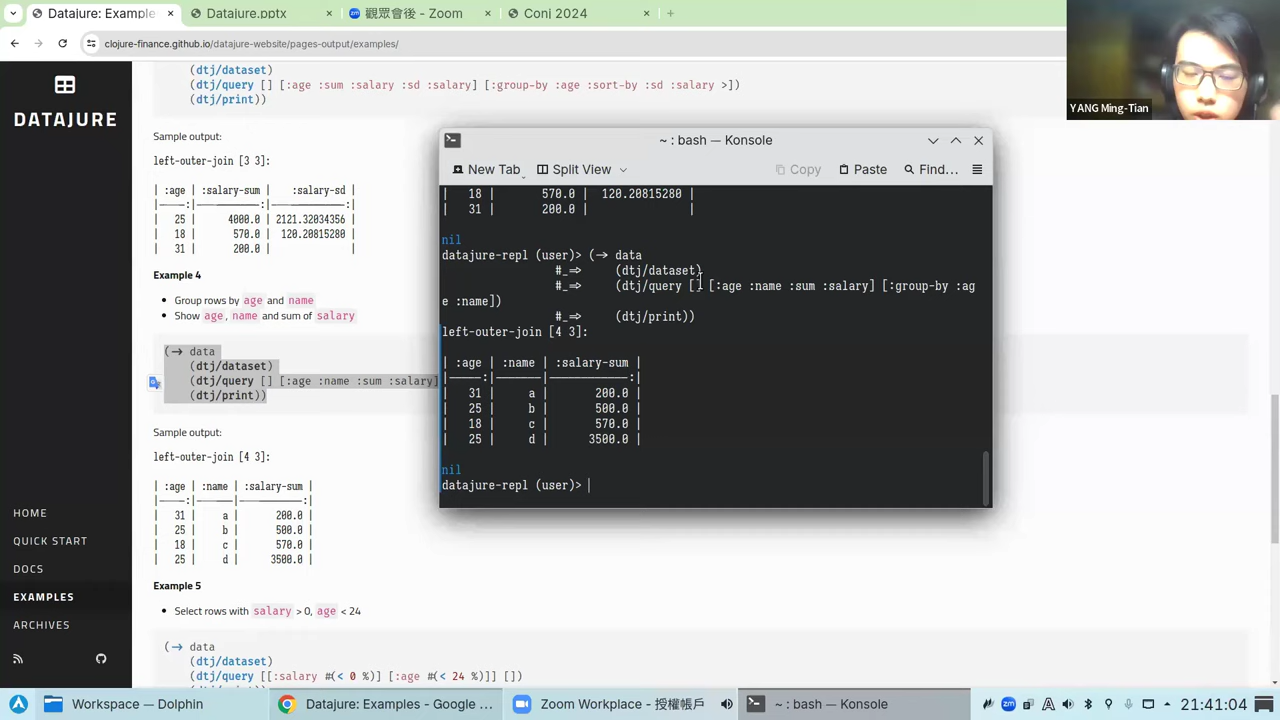 Datajure: Example
Datajure.pptx
觀眾會後 - Zoom
Conj 2024
clojure-finance.github.io/datajure-website/pages-output/examples/
YANG Ming-Tian
DATAJURE
HOME
QUICK START
DOCS
EXAMPLES
ARCHIVES
(dtj/dataset)
(dtj/query [] [:age :sum :salary :sd :salary] [:group-by :age :sort-by :sd :salary >])
(dtj/print))
Sample output:
left-outer-join [3 3]:
| :age | :salary-sum | :salary-sd |
| 25 | 4000.0 | 2121.32034356
| 18 | 570.0 | 120.20815280
| 31 | 200.0 | |
Example 4
Group rows by age and name
Show age, name and sum of salary
(-> data
(dtj/dataset)
(dtj/query [] [:age :name :sum :salary]
(dtj/print))
Sample output:
left-outer-join [4 3]:
| :age | :name | :salary-sum |
| 31 | a | 200.0 |
| 25 | b | 500.0 |
| 18 | c | 570.0 |
| 25 | d | 3500.0 |
Example 5
Select rows with salary > 0, age < 24
(-> data
(dtj/dataset)
(dtj/query [[:salary #(< 0 %)] [:age #(< 24 %)]] [])
~ : bash — Konsole
New Tab
Split View
Copy
Paste
Find...
| 18 | 570.0 | 120.20815280 |
| 31 | 200.0 | |
nil
datajure-repl (user)> (-> data
#_=> (dtj/dataset)
#_=> (dtj/query [] [:age :name :sum :salary] [:group-by :ag
e :name])
#_=> (dtj/print))
left-outer-join [4 3]:
| :age | :name | :salary-sum |
| 31 | a | 200.0 |
| 25 | b | 500.0 |
| 18 | c | 570.0 |
| 25 | d | 3500.0 |
nil
datajure-repl (user)>
Workspace — Dolphin
Datajure: Examples - Google ...
Zoom Workplace - 授權帳戶
~ : bash — Konsole
21:41:04